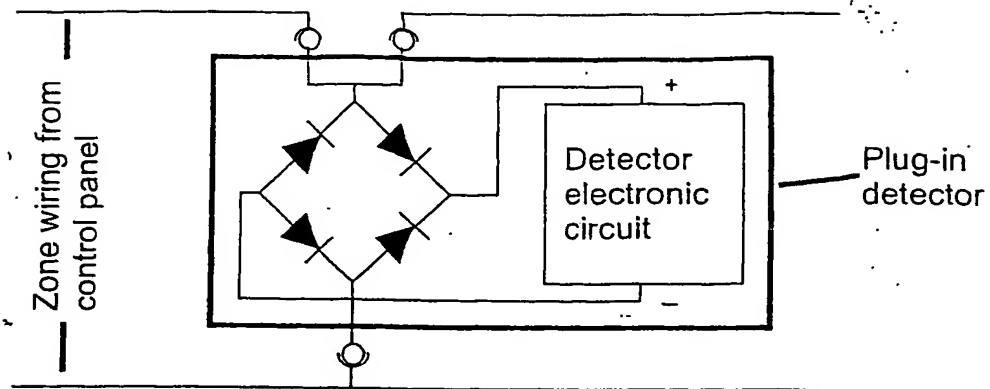 Zone wiring from
control panel
+
Detector
electronic
circuit
−
Plug-in
detector